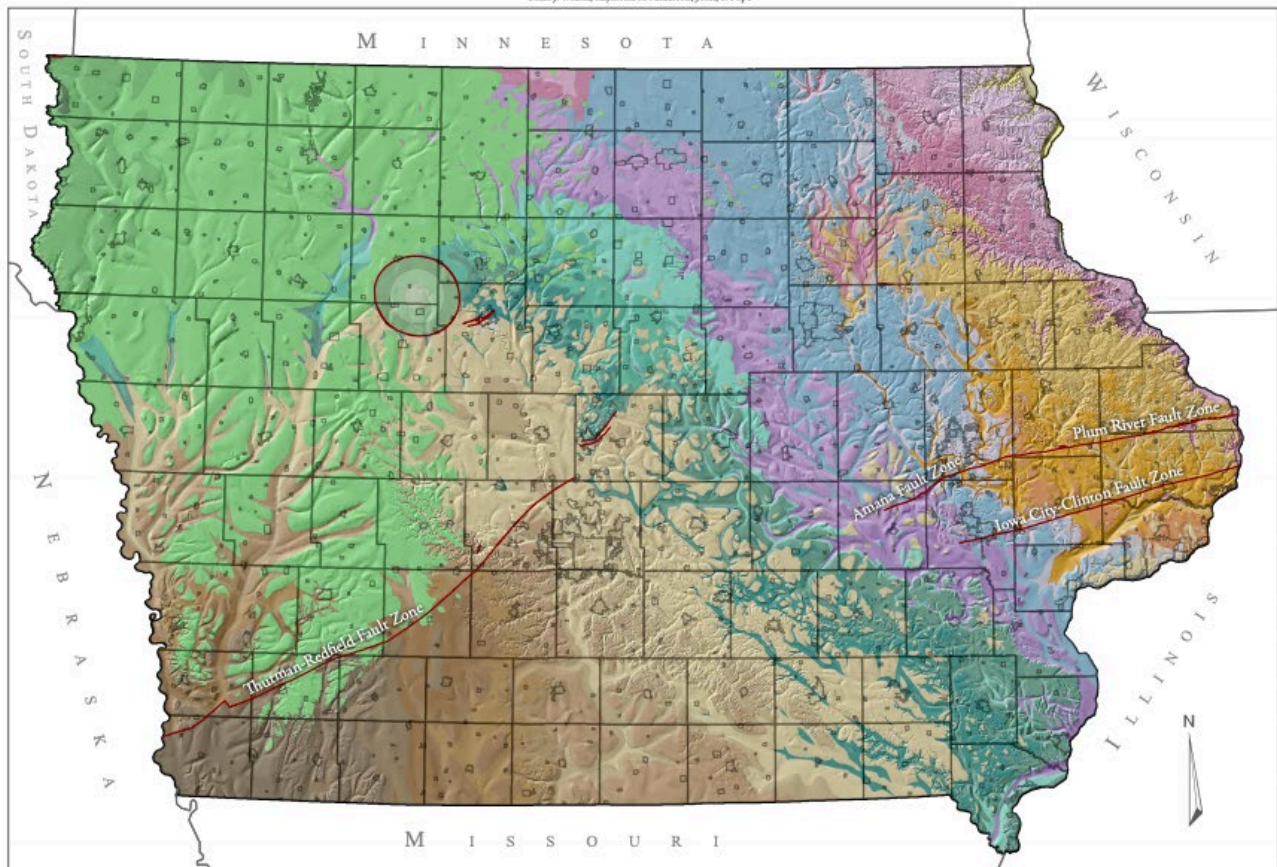 MINNESOTA
SOUTH DAKOTA
WISCONSIN
Plum River Fault Zone
Amana Fault Zone
Iowa City-Clinton Fault Zone
NEBRASKA
Thurman-Redfield Fault Zone
ILLINOIS
N
MISSOURI